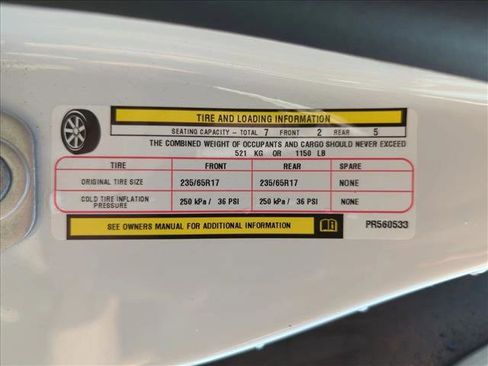 TIRE AND LOADING INFORMATION
SEATING CAPACITY – TOTAL 7 FRONT 2 REAR 5
THE COMBINED WEIGHT OF OCCUPANTS AND CARGO SHOULD NEVER EXCEED
521 KG OR 1150 LB
TIRE FRONT REAR SPARE
ORIGINAL TIRE SIZE 235/65R17 235/65R17 NONE
COLD TIRE INFLATION PRESSURE 250 kPa / 36 PSI 250 kPa / 36 PSI NONE
SEE OWNERS MANUAL FOR ADDITIONAL INFORMATION PR560533